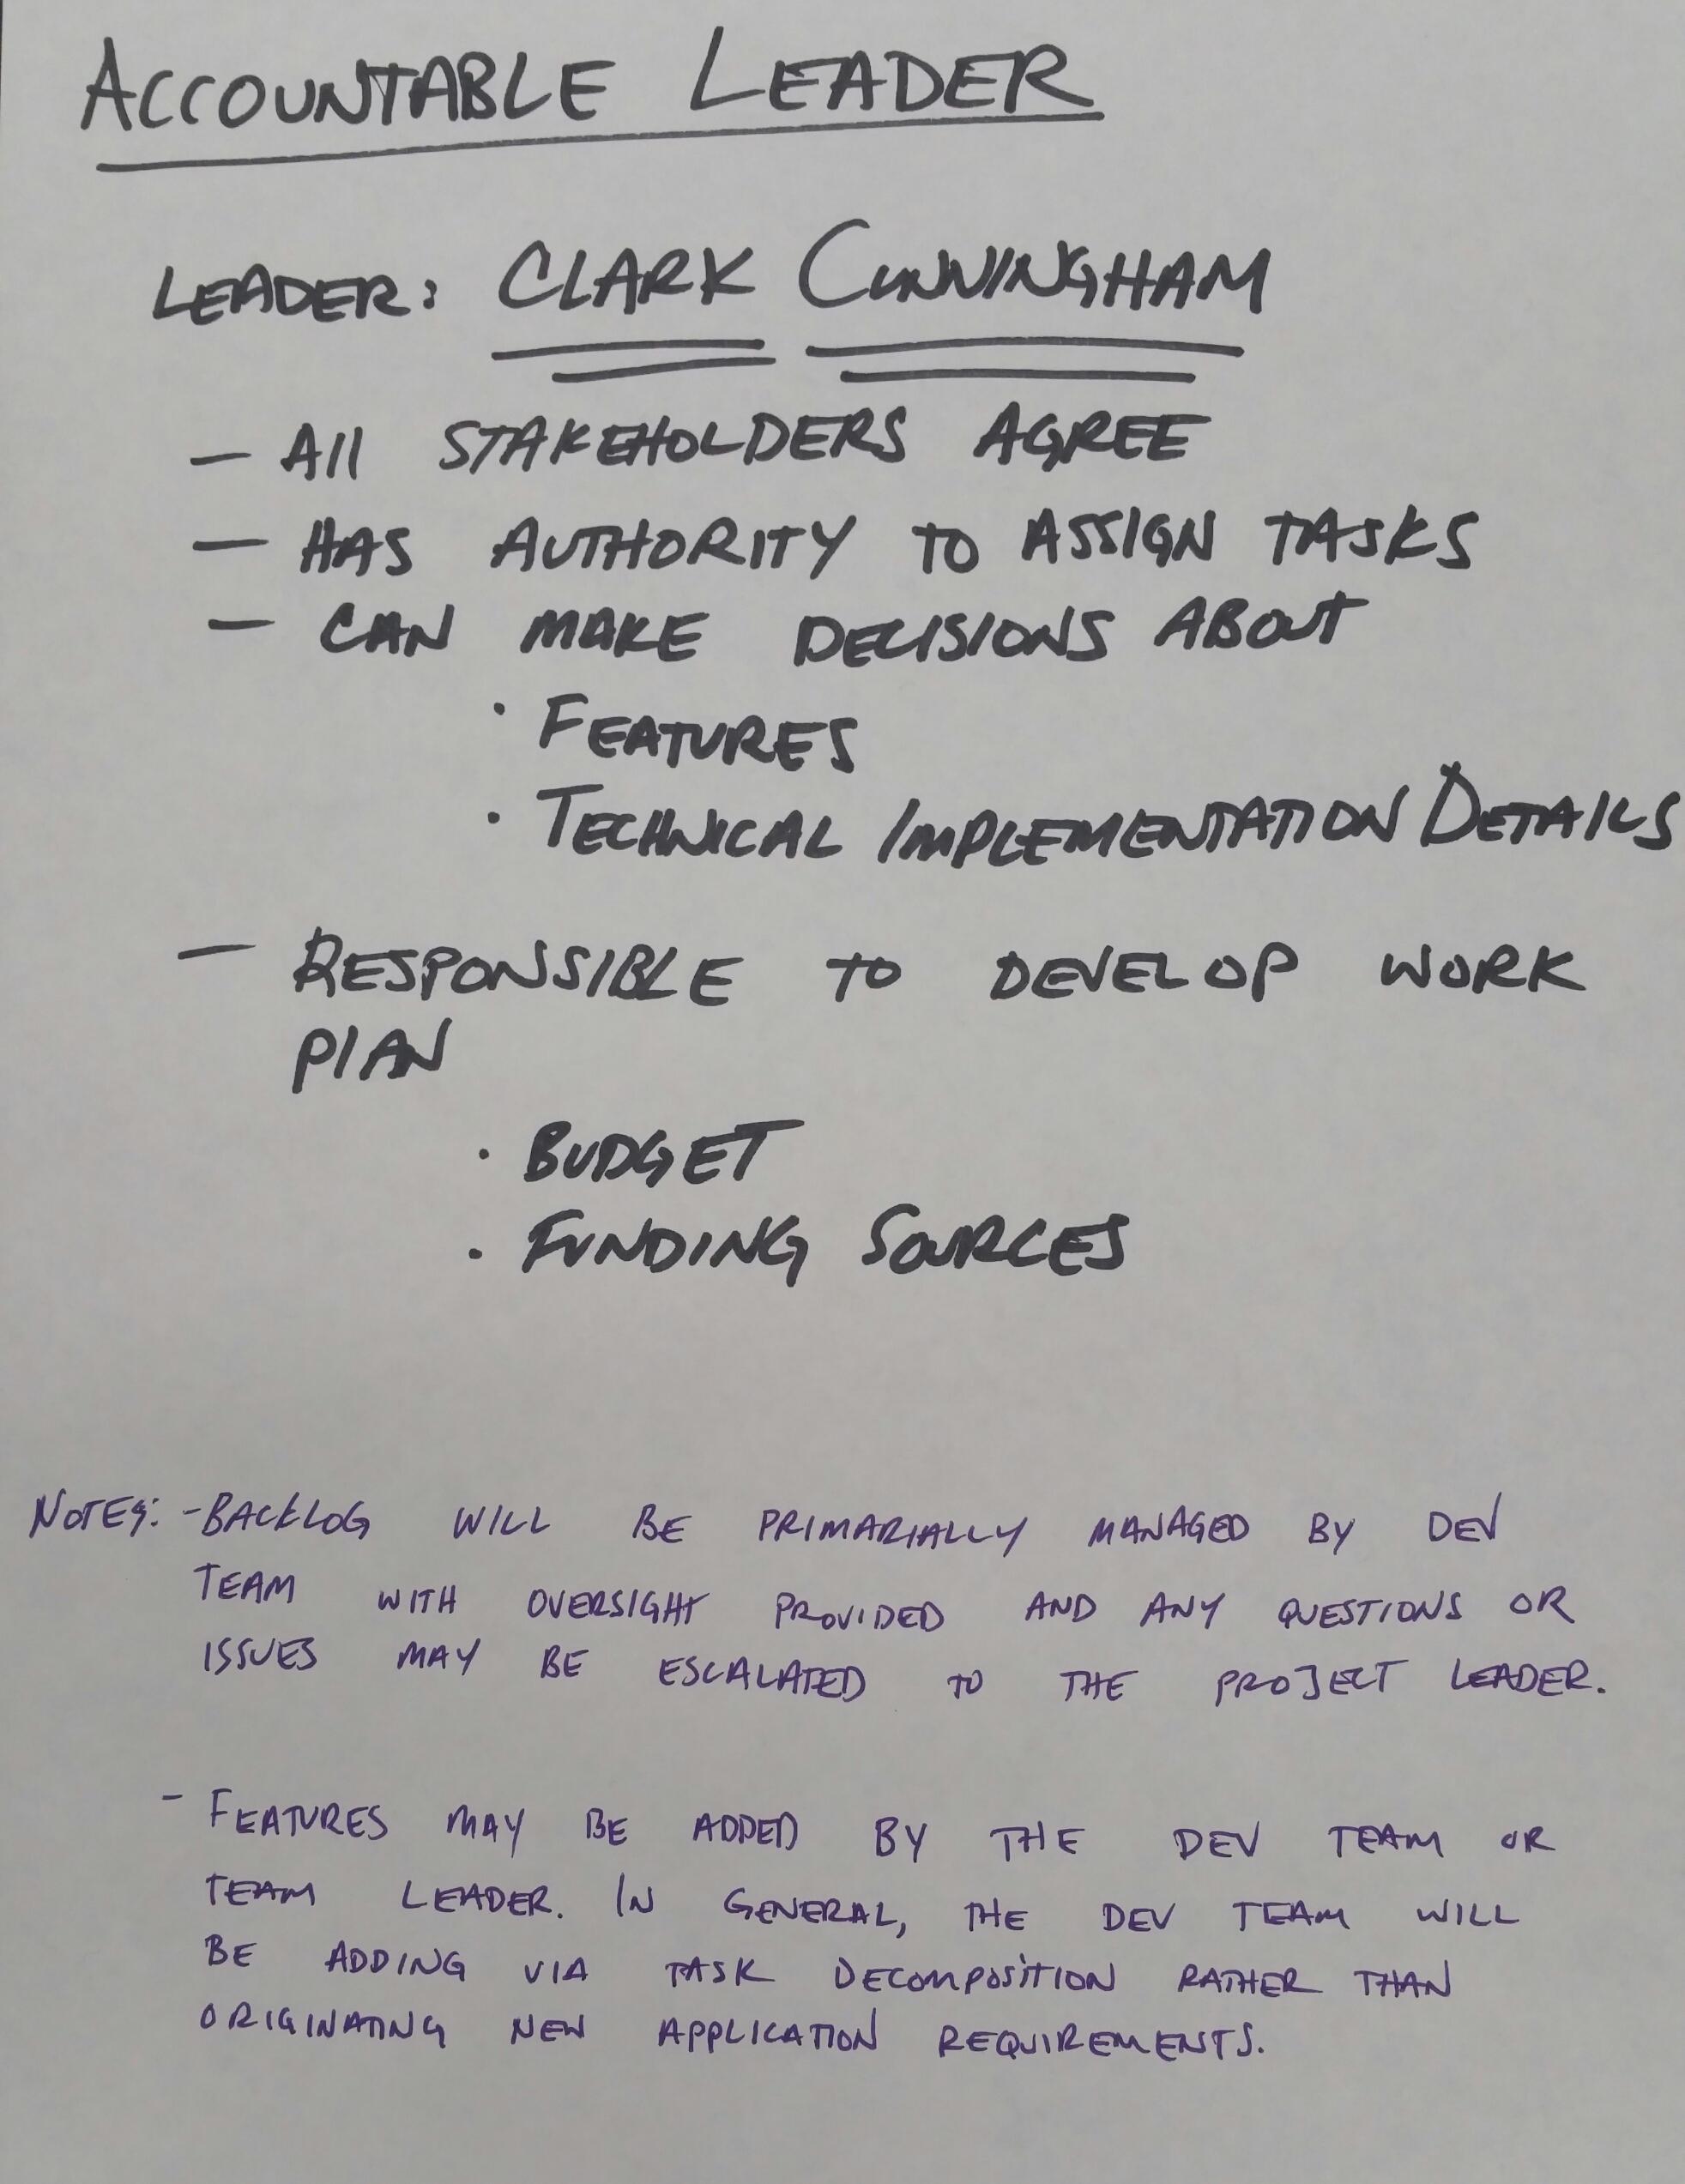 ACCOUNTABLE LEADER
LEADER: CLARK CUNNINGHAM
— All STAKEHOLDERS AGREE
— HAS AUTHORITY TO ASSIGN TASKS
— CAN MAKE DECISIONS ABOUT
· FEATURES
· TECHNICAL IMPLEMENTATION DETAILS
— RESPONSIBLE TO DEVELOP WORK
PlAN
· BUDGET
· FUNDING SOURCES
NOTES: - BACKLOG WILL BE PRIMARIALLY MANAGED BY DEV
TEAM WITH OVERSIGHT PROVIDED AND ANY QUESTIONS OR
ISSUES MAY BE ESCALATED TO THE PROJECT LEADER.
- FEATURES MAY BE ADDED BY THE DEV TEAM OR
TEAM LEADER. IN GENERAL, THE DEV TEAM WILL
BE ADDING VIA TASK DECOMPOSITION RATHER THAN
ORIGINATING NEW APPLICATION REQUIREMENTS.